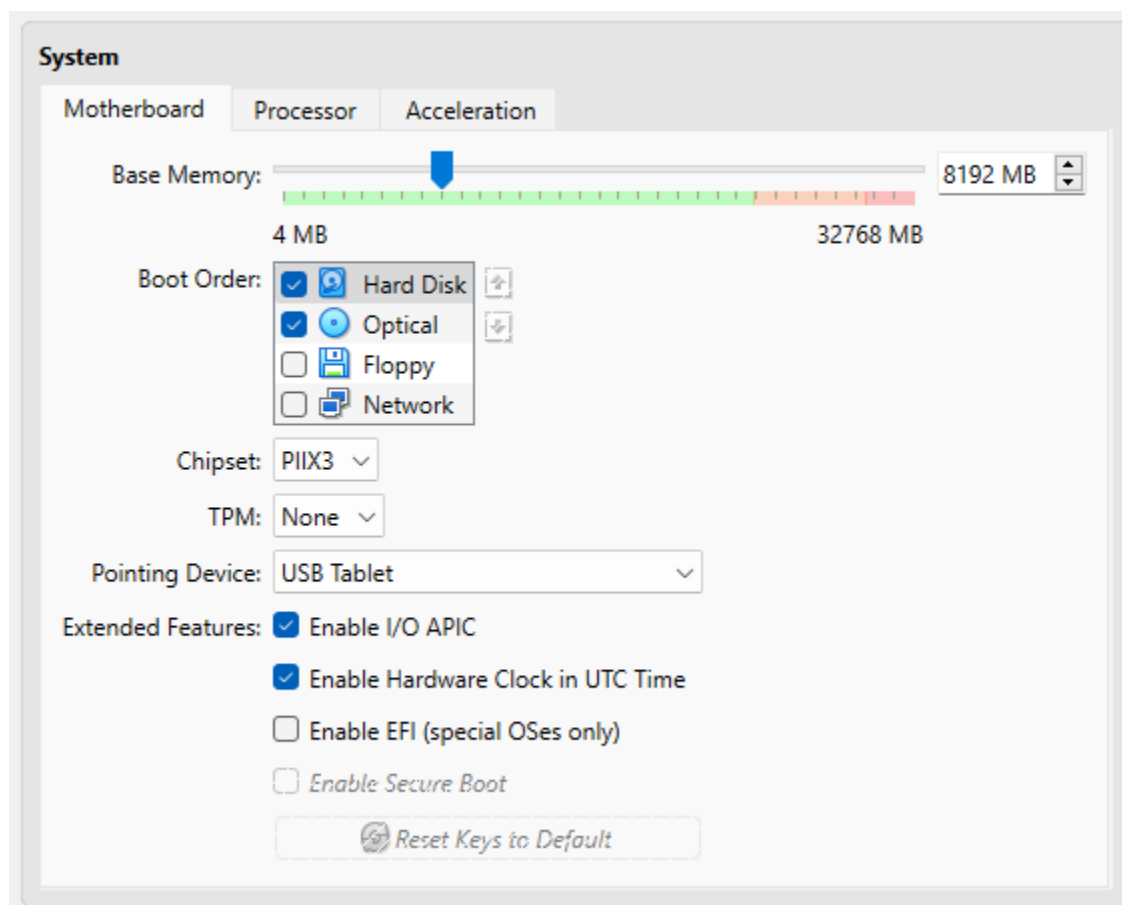 System
Motherboard Processor Acceleration
Base Memory: 8192 MB
4 MB 32768 MB
Boot Order: Hard Disk
Optical
Floppy
Network
Chipset: PIIX3
TPM: None
Pointing Device: USB Tablet
Extended Features: Enable I/O APIC
Enable Hardware Clock in UTC Time
Enable EFI (special OSes only)
Enable Secure Boot
Reset Keys to Default